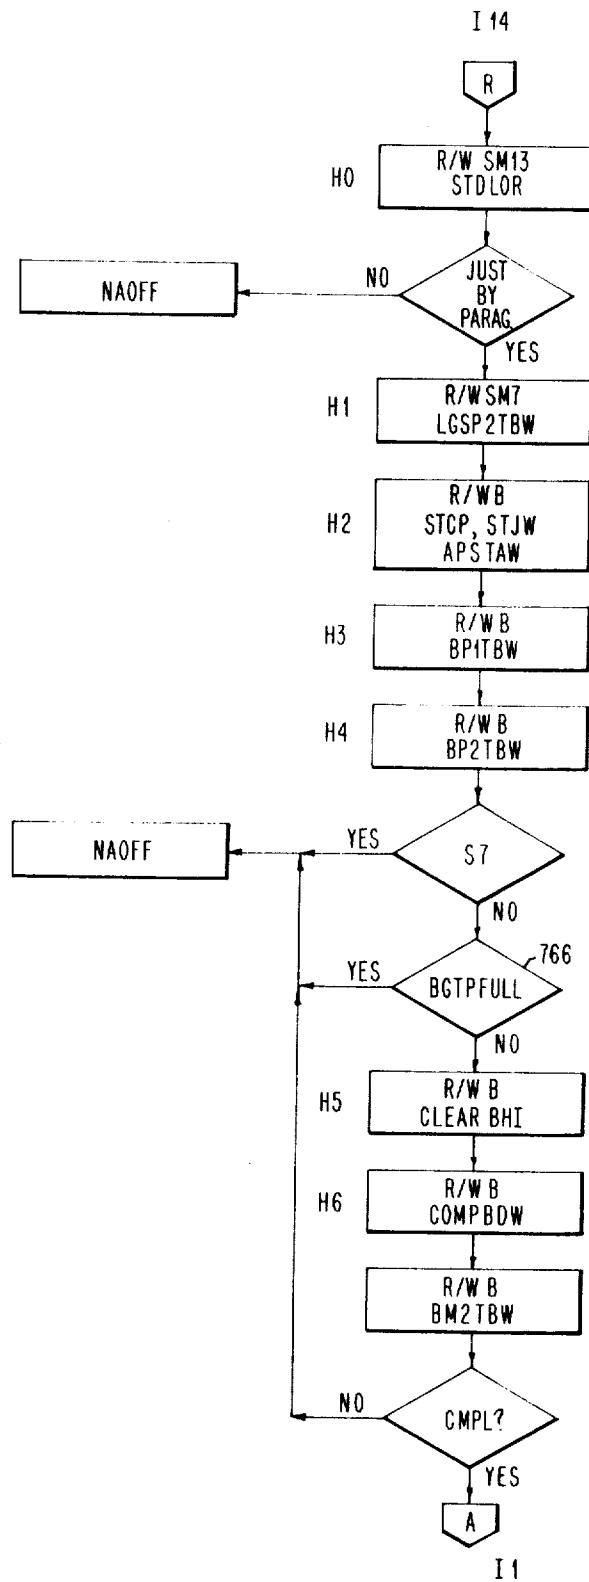 I 14
R
H0
R/W SM13
STDLOR
NAOFF
NO
JUST
BY
PARAG.
YES
H1
R/W SM7
LGSP2TBW
H2
R/W B
STCP, STJW
APSTAW
H3
R/W B
BP1TBW
H4
R/W B
BP2TBW
NAOFF
YES
S7
NO
766
YES
BGTPFULL
NO
H5
R/W B
CLEAR BHI
H6
R/W B
COMPBDW
R/W B
BM2TBW
NO
CMPL?
YES
A
I 1